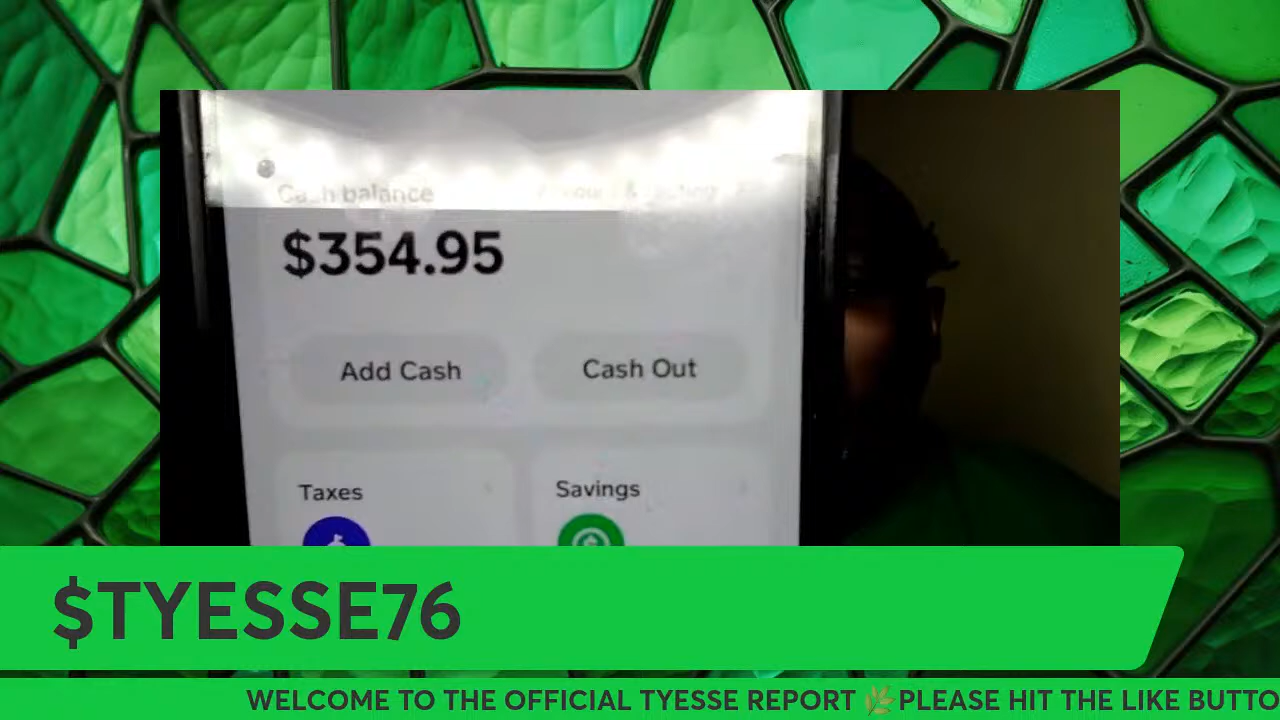 Cash balance
$354.95
Add Cash
Cash Out
Taxes
Savings
$TYESSE76
WELCOME TO THE OFFICIAL TYESSE REPORT 🌿 PLEASE HIT THE LIKE BUTTO